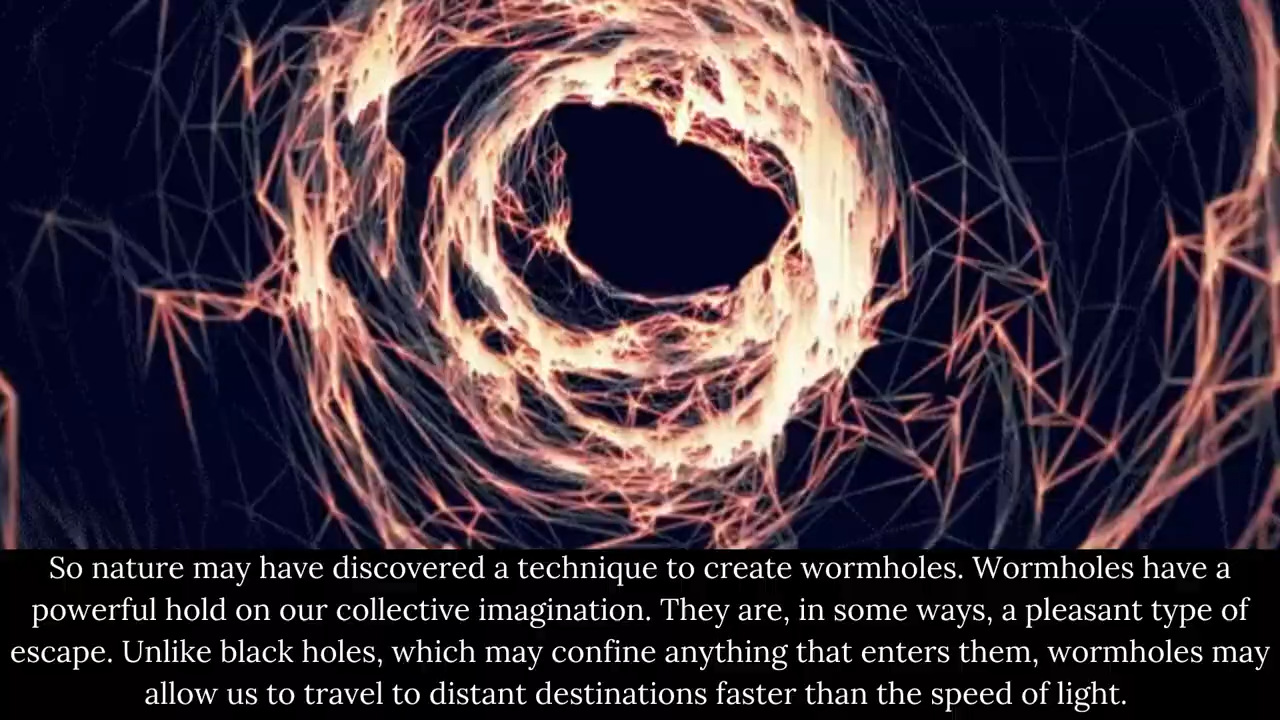 So nature may have discovered a technique to create wormholes. Wormholes have a
powerful hold on our collective imagination. They are, in some ways, a pleasant type of
escape. Unlike black holes, which may confine anything that enters them, wormholes may
allow us to travel to distant destinations faster than the speed of light.